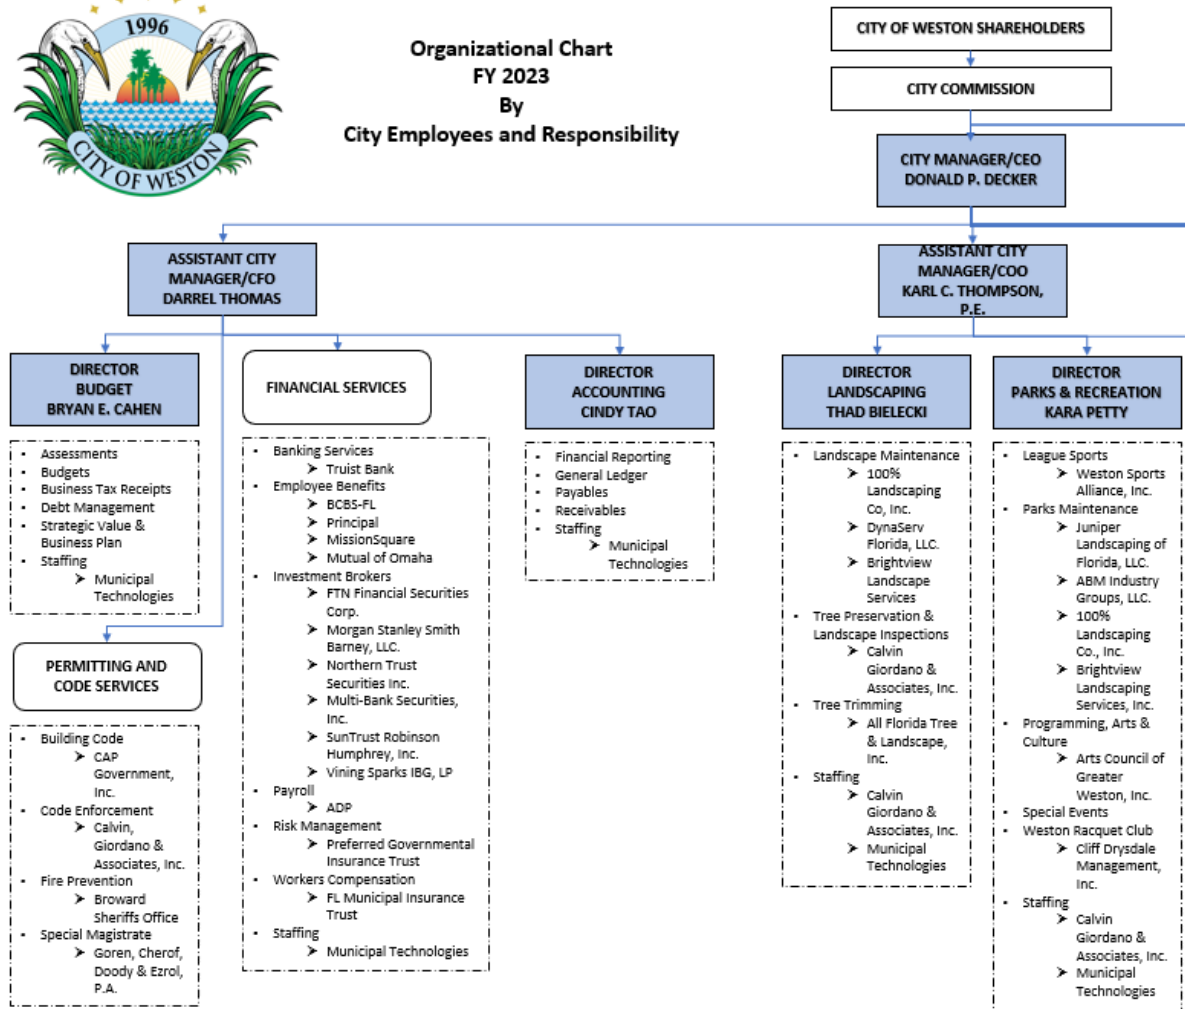 1996
CITY OF WESTON
Organizational Chart
FY 2023
By
City Employees and Responsibility
CITY OF WESTON SHAREHOLDERS
CITY COMMISSION
CITY MANAGER/CEO
DONALD P. DECKER
ASSISTANT CITY
MANAGER/CFO
DARREL THOMAS
ASSISTANT CITY
MANAGER/COO
KARL C. THOMPSON,
P.E.
DIRECTOR
BUDGET
BRYAN E. CAHEN
▪ Assessments
▪ Budgets
▪ Business Tax Receipts
▪ Debt Management
▪ Strategic Value &
Business Plan
▪ Staffing
➤ Municipal
Technologies
PERMITTING AND
CODE SERVICES
▪ Building Code
➤ CAP
Government,
Inc.
▪ Code Enforcement
➤ Calvin,
Giordano &
Associates, Inc.
▪ Fire Prevention
➤ Broward
Sheriffs Office
▪ Special Magistrate
➤ Goren, Cherof,
Doody & Ezrol,
P.A.
FINANCIAL SERVICES
▪ Banking Services
➤ Truist Bank
▪ Employee Benefits
➤ BCBS-FL
➤ Principal
➤ MissionSquare
➤ Mutual of Omaha
▪ Investment Brokers
➤ FTN Financial Securities
Corp.
➤ Morgan Stanley Smith
Barney, LLC.
➤ Northern Trust
Securities Inc.
➤ Multi-Bank Securities,
Inc.
➤ SunTrust Robinson
Humphrey, Inc.
➤ Vining Sparks IBG, LP
▪ Payroll
➤ ADP
▪ Risk Management
➤ Preferred Governmental
Insurance Trust
▪ Workers Compensation
➤ FL Municipal Insurance
Trust
▪ Staffing
➤ Municipal Technologies
DIRECTOR
ACCOUNTING
CINDY TAO
▪ Financial Reporting
▪ General Ledger
▪ Payables
▪ Receivables
▪ Staffing
➤ Municipal
Technologies
DIRECTOR
LANDSCAPING
THAD BIELECKI
▪ Landscape Maintenance
➤ 100%
Landscaping
Co, Inc.
➤ DynaServ
Florida, LLC.
➤ Brightview
Landscape
Services
▪ Tree Preservation &
Landscape Inspections
➤ Calvin
Giordano &
Associates, Inc.
▪ Tree Trimming
➤ All Florida Tree
& Landscape,
Inc.
▪ Staffing
➤ Calvin
Giordano &
Associates, Inc.
➤ Municipal
Technologies
DIRECTOR
PARKS & RECREATION
KARA PETTY
▪ League Sports
➤ Weston Sports
Alliance, Inc.
▪ Parks Maintenance
➤ Juniper
Landscaping of
Florida, LLC.
➤ ABM Industry
Groups, LLC.
➤ 100%
Landscaping
Co., Inc.
➤ Brightview
Landscaping
Services, Inc.
▪ Programming, Arts &
Culture
➤ Arts Council of
Greater
Weston, Inc.
▪ Special Events
▪ Weston Racquet Club
➤ Cliff Drysdale
Management,
Inc.
▪ Staffing
➤ Calvin
Giordano &
Associates, Inc.
➤ Municipal
Technologies